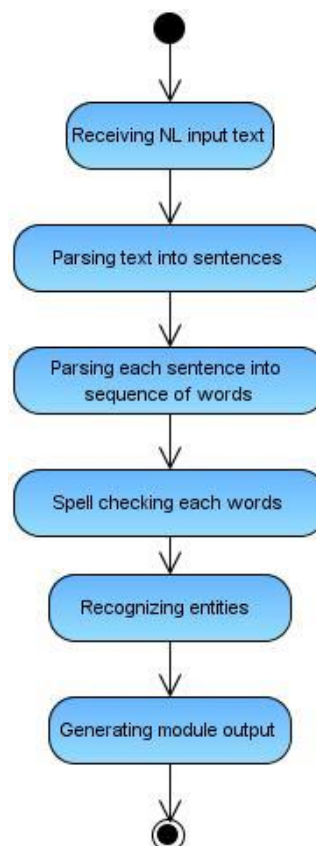 Receiving NL input text
Parsing text into sentences
Parsing each sentence into
sequence of words
Spell checking each words
Recognizing entities
Generating module output